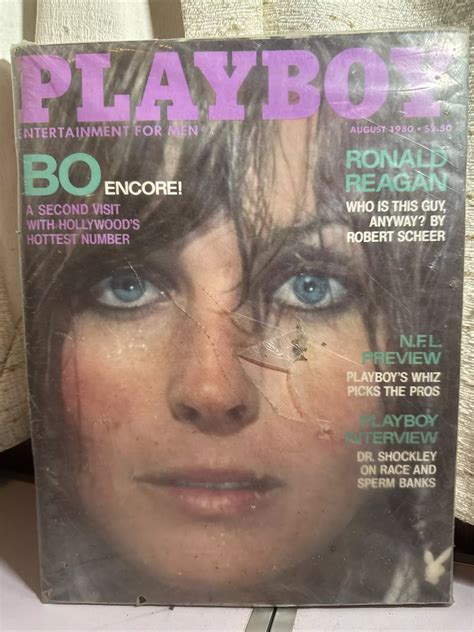 PLAYBOY
ENTERTAINMENT FOR MEN
AUGUST 1980 • $2.50
BO ENCORE!
A SECOND VISIT
WITH HOLLYWOOD'S
HOTTEST NUMBER
RONALD
REAGAN
WHO IS THIS GUY,
ANYWAY? BY
ROBERT SCHEER
N.F.L.
PREVIEW
PLAYBOY'S WHIZ
PICKS THE PROS
PLAYBOY
INTERVIEW
DR. SHOCKLEY
ON RACE AND
SPERM BANKS